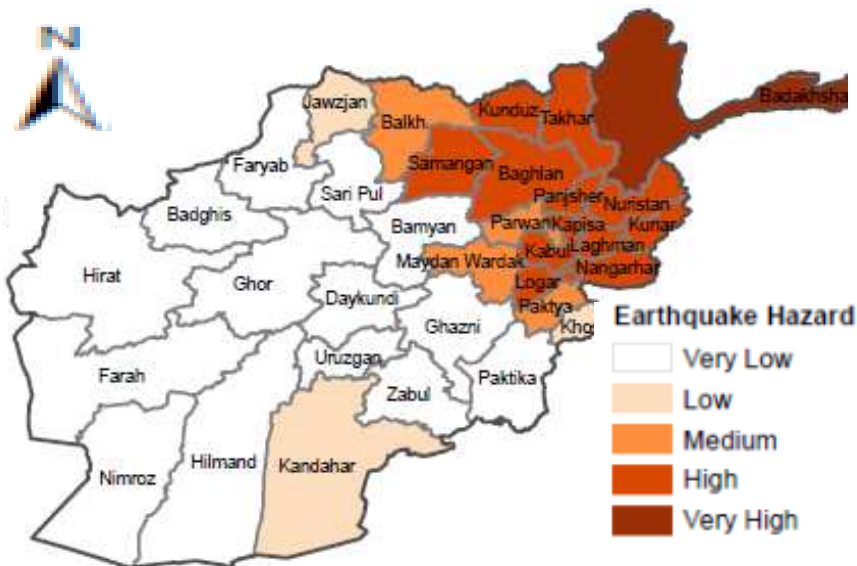 N
Jawzjan
Balkh
Kunduz
Takhar
Badakhsha
Faryab
Samangan
Baghlan
Sari Pul
Panjsher
Nuristan
Badghis
Bamyan
Parwan
Kapisa
Kunar
Laghman
Kabul
Maydan Wardak
Nangarhar
Hirat
Ghor
Daykundi
Logar
Paktya
Ghazni
Kho
Uruzgan
Farah
Zabul
Paktika
Nimroz
Hilmand
Kandahar
Earthquake Hazard
Very Low
Low
Medium
High
Very High